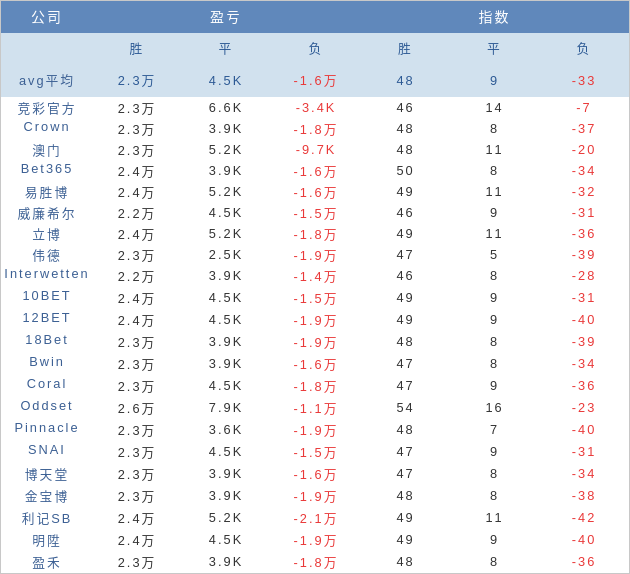 公司 盈亏 指数
胜 平 负 胜 平 负
avg平均 2.3万 4.5K -1.6万 48 9 -33
竞彩官方 2.3万 6.6K -3.4K 46 14 -7
Crown 2.3万 3.9K -1.8万 48 8 -37
澳门 2.3万 5.2K -9.7K 48 11 -20
Bet365 2.4万 3.9K -1.6万 50 8 -34
易胜博 2.4万 5.2K -1.6万 49 11 -32
威廉希尔 2.2万 4.5K -1.5万 46 9 -31
立博 2.4万 5.2K -1.8万 49 11 -36
伟德 2.3万 2.5K -1.9万 47 5 -39
Interwetten 2.2万 3.9K -1.4万 46 8 -28
10BET 2.4万 4.5K -1.5万 49 9 -31
12BET 2.4万 4.5K -1.9万 49 9 -40
18Bet 2.3万 3.9K -1.9万 48 8 -39
Bwin 2.3万 3.9K -1.6万 47 8 -34
Coral 2.3万 4.5K -1.8万 47 9 -36
Oddset 2.6万 7.9K -1.1万 54 16 -23
Pinnacle 2.3万 3.6K -1.9万 48 7 -40
SNAI 2.3万 4.5K -1.5万 47 9 -31
博天堂 2.3万 3.9K -1.6万 47 8 -34
金宝博 2.3万 3.9K -1.9万 48 8 -38
利记SB 2.4万 5.2K -2.1万 49 11 -42
明陞 2.4万 4.5K -1.9万 49 9 -40
盈禾 2.3万 3.9K -1.8万 48 8 -36